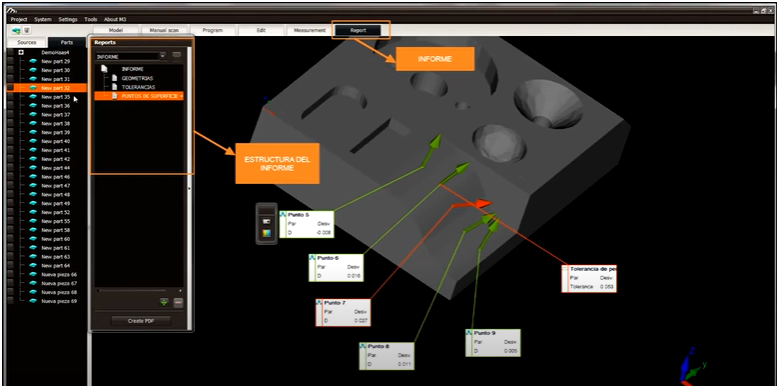 Project System Settings Tools About M3
Model Manual scan Program Edit Measurement Report
Sources Parts
Demohisas4
New part 29
New part 30
New part 31
New part 32
New part 35
New part 36
New part 37
New part 38
New part 39
New part 40
New part 41
New part 42
New part 44
New part 46
New part 47
New part 48
New part 49
New part 52
New part 55
New part 58
New part 60
New part 61
New part 63
New part 64
Nueva pieza 66
Nueva pieza 67
Nueva pieza 68
Nueva pieza 69
Reports
INFORME
INFORME
GEOMETRIAS
TOLERANCIAS
PUNTOS DE SUPERFICIE
Create PDF
INFORME
ESTRUCTURA DEL
INFORME
Punto 5
Par Desv
D -0.008
Punto 6
Par Desv
D 0.016
Punto 7
Par Desv
D 0.037
Punto 8
Par Desv
D 0.011
Punto 9
Par Desv
D 0.005
Tolerancia de per
Par Desv
Tolerance 0.053
Z
Y